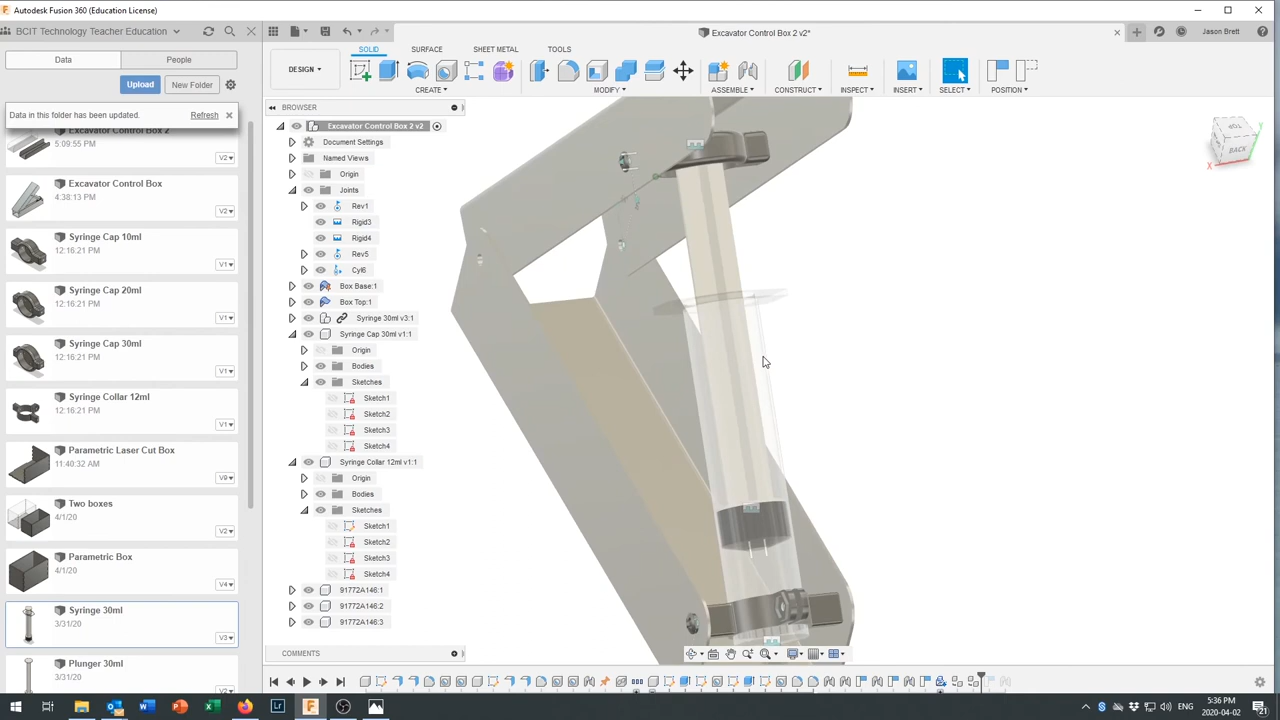 Autodesk Fusion 360 (Education License)
BCIT Technology Teacher Education
Excavator Control Box 2 v2*
Jason Brett
Data
People
Upload
New Folder
Data in this folder has been updated.
Refresh
Excavator Control Box 2
5:09:55 PM
V2
Excavator Control Box
4:38:13 PM
V2
Syringe Cap 10ml
12:16:21 PM
V1
Syringe Cap 20ml
12:16:21 PM
V1
Syringe Cap 30ml
12:16:21 PM
V1
Syringe Collar 12ml
12:16:21 PM
V1
Parametric Laser Cut Box
11:40:32 AM
V9
Two boxes
4/1/20
V2
Parametric Box
4/1/20
V4
Syringe 30ml
3/31/20
V3
Plunger 30ml
3/31/20
V2
DESIGN
SOLID
SURFACE
SHEET METAL
TOOLS
CREATE
MODIFY
ASSEMBLE
CONSTRUCT
INSPECT
INSERT
SELECT
POSITION
BROWSER
Excavator Control Box 2 v2
Document Settings
Named Views
Origin
Joints
Rev1
Rigid3
Rigid4
Rev5
Cyl6
Box Base:1
Box Top:1
Syringe 30ml v3:1
Syringe Cap 30ml v1:1
Origin
Bodies
Sketches
Sketch1
Sketch2
Sketch3
Sketch4
Syringe Collar 12ml v1:1
Origin
Bodies
Sketches
Sketch1
Sketch2
Sketch3
Sketch4
91772A146:1
91772A146:2
91772A146:3
COMMENTS
TOP
BACK
X
Y
ENG
5:36 PM
2020-04-02
21